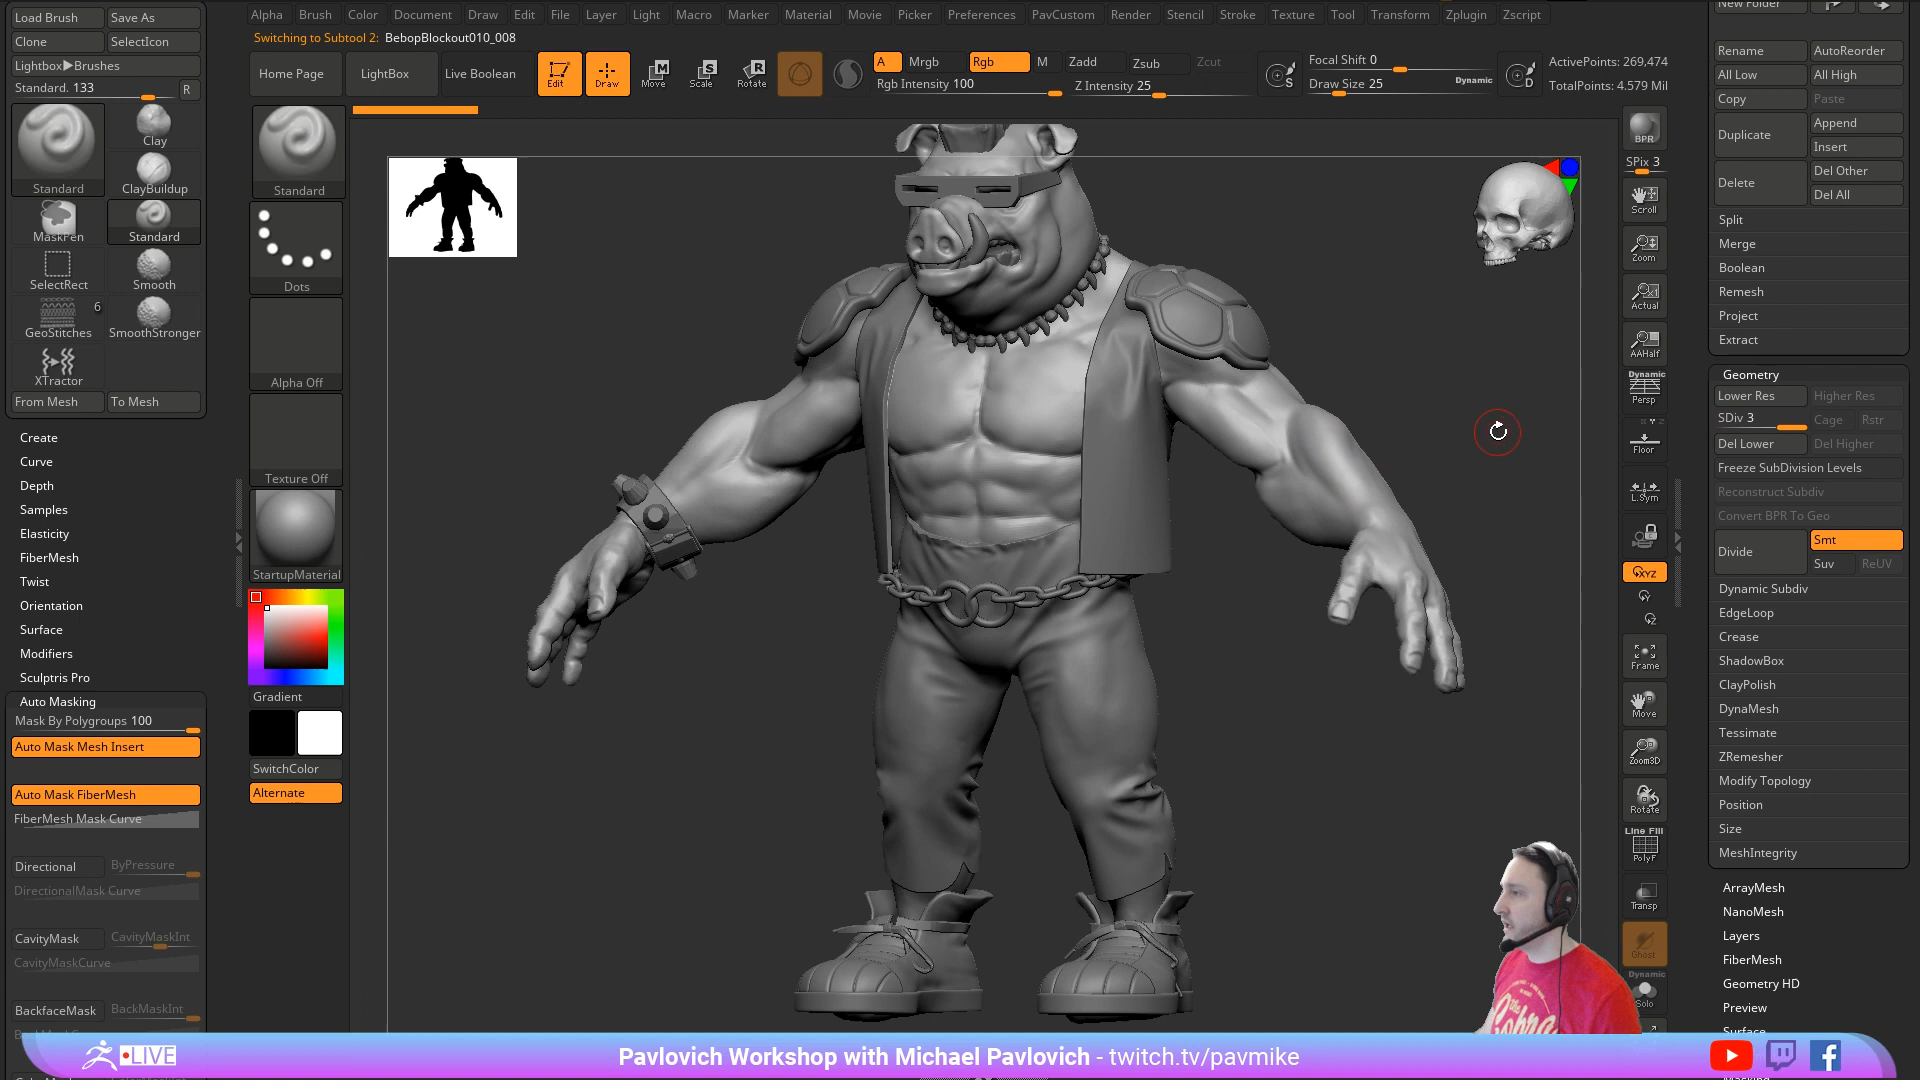 Load Brush Save As
Clone SelectIcon
Lightbox▶Brushes
Standard. 133 R
Standard Clay
ClayBuildup
MaskPen Standard
SelectRect Smooth
GeoStitches 6 SmoothStronger
XTractor
From Mesh To Mesh
Create
Curve
Depth
Samples
Elasticity
FiberMesh
Twist
Orientation
Surface
Modifiers
Sculptris Pro
Auto Masking
Mask By Polygroups 100
Auto Mask Mesh Insert
Auto Mask FiberMesh
FiberMesh Mask Curve
Directional ByPressure
DirectionalMask Curve
CavityMask CavityMaskInt
CavityMaskCurve
BackfaceMask BackMaskInt
Alpha Brush Color Document Draw Edit File Layer Light Macro Marker Material Movie Picker Preferences PavCustom Render Stencil Stroke Texture Tool Transform Zplugin Zscript
Switching to Subtool 2: BebopBlockout010_008
Home Page LightBox Live Boolean Edit Draw Move Scale Rotate
A Mrgb Rgb M Zadd Zsub Zcut
Rgb Intensity 100 Z Intensity 25
Focal Shift 0
Draw Size 25 Dynamic
ActivePoints: 269,474
TotalPoints: 4.579 Mil
Standard
Dots
Alpha Off
Texture Off
StartupMaterial
Gradient
SwitchColor
Alternate
BPR
SPix 3
Scroll
Zoom
Actual
AAHalf
Dynamic
Persp
Floor
L.Sym
XYZ
Frame
Move
Zoom3D
Rotate
Line Fill
PolyF
Transp
Ghost
Dynamic
Solo
New Folder
Rename AutoReorder
All Low All High
Copy Paste
Duplicate Append
Insert
Delete Del Other
Del All
Split
Merge
Boolean
Remesh
Project
Extract
Geometry
Lower Res Higher Res
SDiv 3 Cage Rstr
Del Lower Del Higher
Freeze SubDivision Levels
Reconstruct Subdiv
Convert BPR To Geo
Divide Smt
Suv ReUV
Dynamic Subdiv
EdgeLoop
Crease
ShadowBox
ClayPolish
DynaMesh
Tessimate
ZRemesher
Modify Topology
Position
Size
MeshIntegrity
ArrayMesh
NanoMesh
Layers
FiberMesh
Geometry HD
Preview
Surface
LIVE
Pavlovich Workshop with Michael Pavlovich - twitch.tv/pavmike